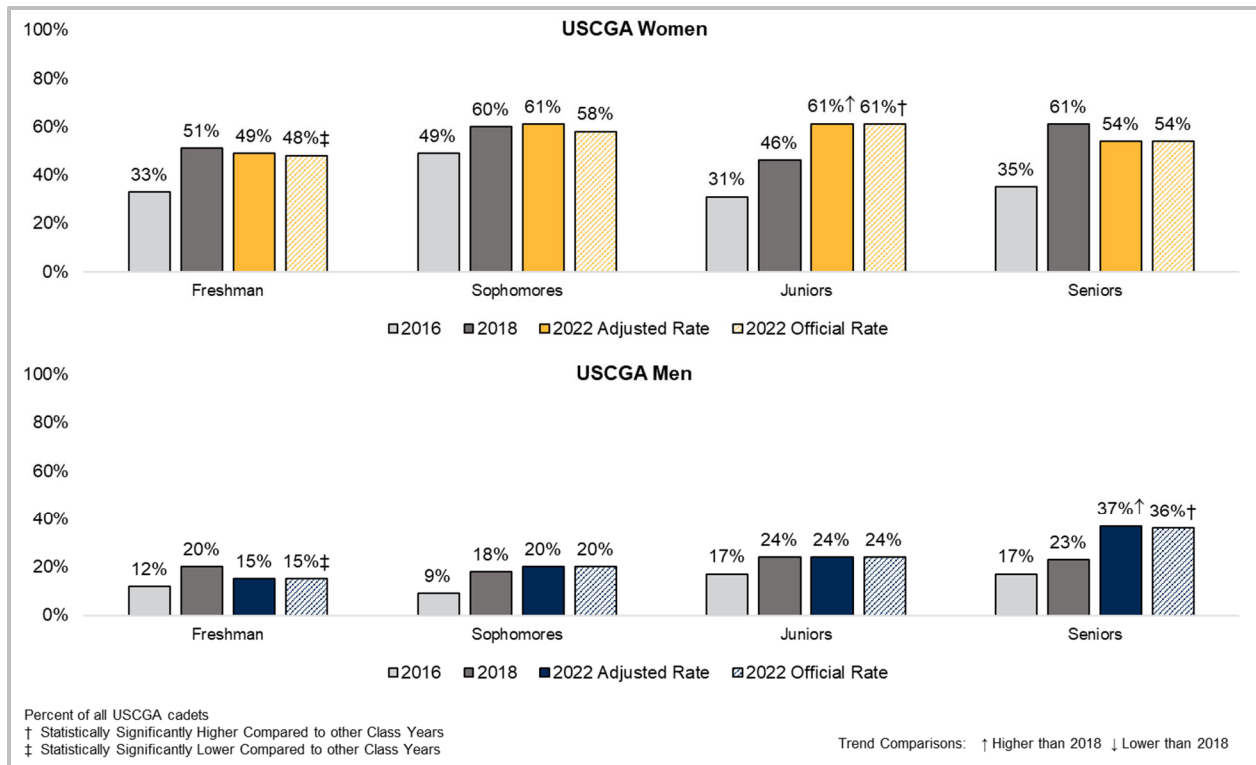 USCGA Women
100%
80%
60%
40%
20%
0%
33% 51% 49% 48%‡
49% 60% 61% 58%
31% 46% 61%↑ 61%†
35% 61% 54% 54%
Freshman Sophomores Juniors Seniors
2016 2018 2022 Adjusted Rate 2022 Official Rate
USCGA Men
100%
80%
60%
40%
20%
0%
12% 20% 15% 15%‡
9% 18% 20% 20%
17% 24% 24% 24%
17% 23% 37%↑ 36%†
Freshman Sophomores Juniors Seniors
2016 2018 2022 Adjusted Rate 2022 Official Rate
Percent of all USCGA cadets
† Statistically Significantly Higher Compared to other Class Years
‡ Statistically Significantly Lower Compared to other Class Years
Trend Comparisons: ↑ Higher than 2018 ↓ Lower than 2018